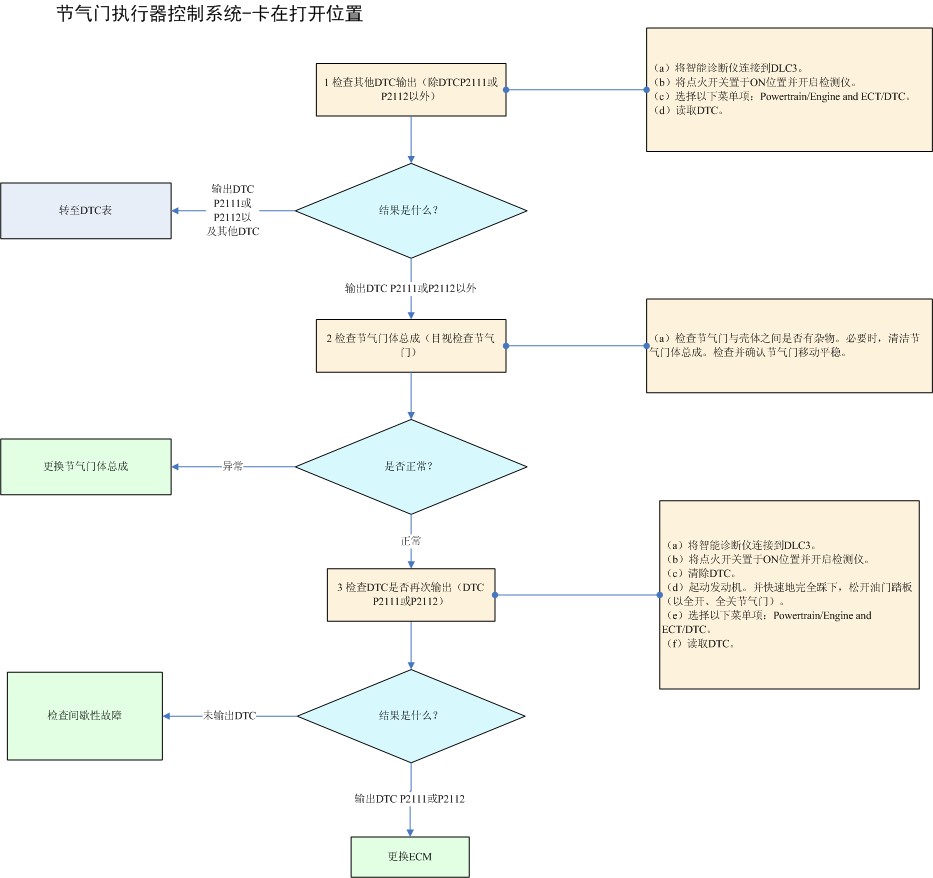 节气门执行器控制系统-卡在打开位置
1 检查其他DTC输出（除DTCP2111或
P2112以外）
（a）将智能诊断仪连接到DLC3。
（b）将点火开关置于ON位置并开启检测仪。
（c）选择以下菜单项：Powertrain/Engine and ECT/DTC。
（d）读取DTC。
转至DTC表
输出DTC
P2111或
P2112以
及其他DTC
结果是什么？
输出DTC P2111或P2112以外
2 检查节气门体总成（目视检查节气
门）
（a）检查节气门与壳体之间是否有杂物。必要时，清洁节
气门体总成。检查并确认节气门移动平稳。
更换节气门体总成
异常
是否正常？
正常
3 检查DTC是否再次输出（DTC
P2111或P2112）
（a）将智能诊断仪连接到DLC3。
（b）将点火开关置于ON位置并开启检测仪。
（c）清除DTC。
（d）起动发动机。并快速地完全踩下，松开油门踏板
（以全开、全关节气门）。
（e）选择以下菜单项：Powertrain/Engine and
ECT/DTC。
（f）读取DTC。
检查间歇性故障
未输出DTC
结果是什么？
输出DTC P2111或P2112
更换ECM